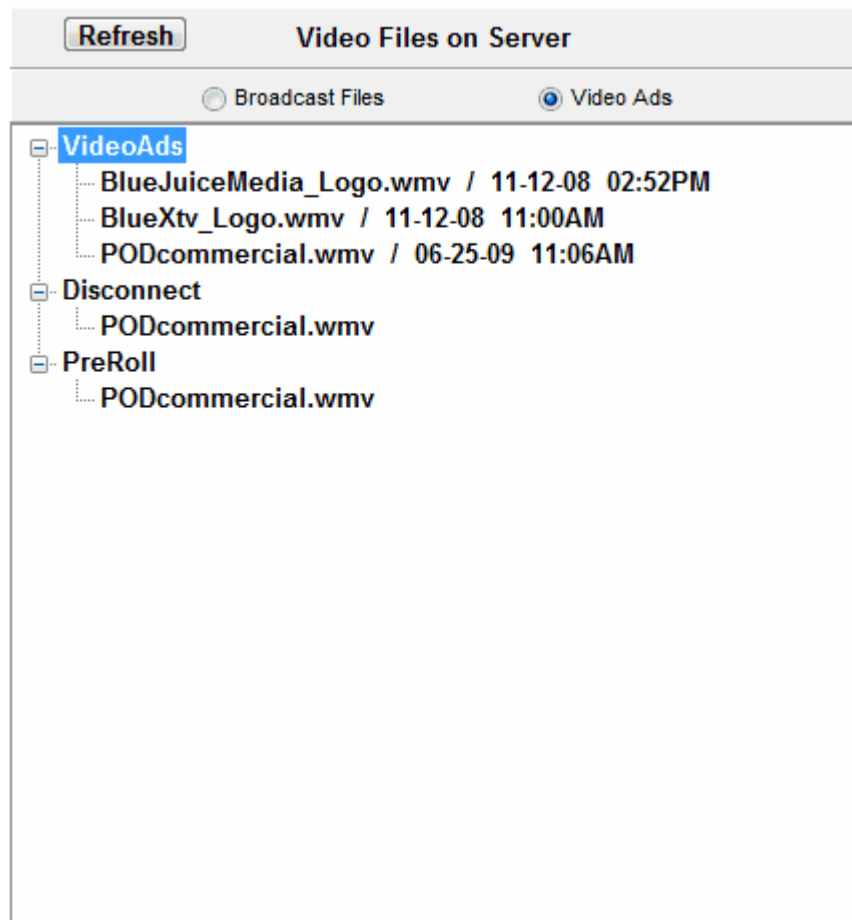 Refresh Video Files on Server
Broadcast Files Video Ads
VideoAds
BlueJuiceMedia_Logo.wmv / 11-12-08 02:52PM
BlueXtv_Logo.wmv / 11-12-08 11:00AM
PODcommercial.wmv / 06-25-09 11:06AM
Disconnect
PODcommercial.wmv
PreRoll
PODcommercial.wmv